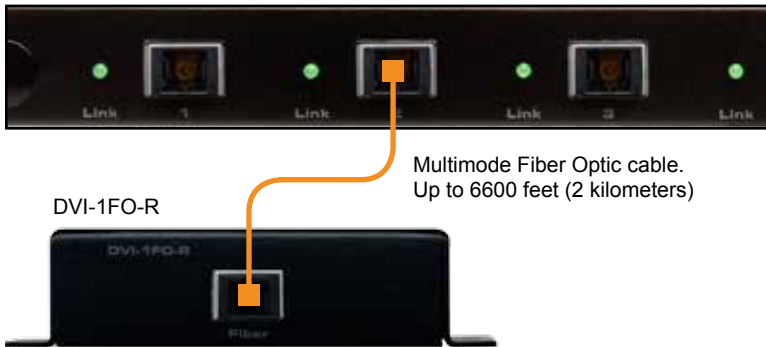 Link 1 Link 2 Link 3 Link
Multimode Fiber Optic cable.
Up to 6600 feet (2 kilometers)
DVI-1FO-R
DVI-1FO-R
Fiber